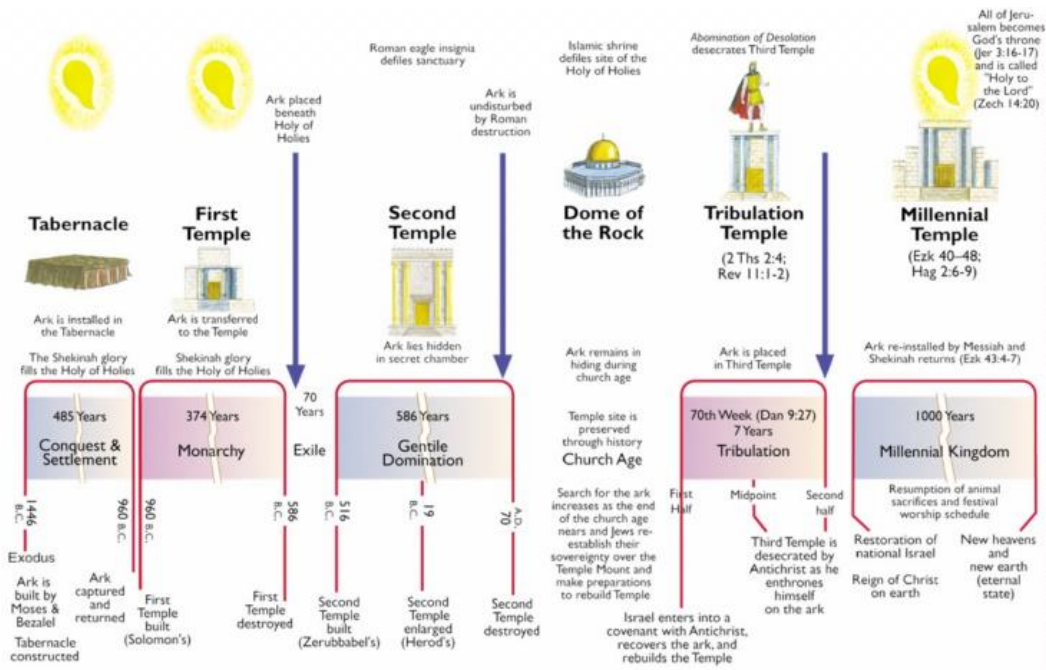 Roman eagle insignia
defiles sanctuary
Islamic shrine
defiles site of the
Holy of Holies
Abomination of Desolation
desecrates Third Temple
All of Jeru-
salem becomes
God's throne
(Jer 3:16-17)
and is called
"Holy to
the Lord"
(Zech 14:20)
Ark placed
beneath
Holy of
Holies
Ark is
undisturbed
by Roman
destruction
Tabernacle
First
Temple
Second
Temple
Dome of
the Rock
Tribulation
Temple
(2 Ths 2:4;
Rev 11:1-2)
Millennial
Temple
(Ezk 40–48;
Hag 2:6-9)
Ark is installed in
the Tabernacle
The Shekinah glory
fills the Holy of Holies
Ark is transferred
to the Temple
Shekinah glory
fills the Holy of Holies
Ark lies hidden
in secret chamber
Ark remains in
hiding during
church age
Ark is placed
in Third Temple
Ark re-installed by Messiah and
Shekinah returns (Ezk 43:4-7)
485 Years
Conquest &
Settlement
374 Years
Monarchy
70
Years
Exile
586 Years
Gentile
Domination
Temple site is
preserved
through history
Church Age
70th Week (Dan 9:27)
7 Years
Tribulation
1000 Years
Millennial Kingdom
1446
B.C.
960 B.C.
960 B.C.
586
B.C.
516
B.C.
19
B.C.
A.D.
70
Exodus
Ark is
built by
Moses &
Bezalel
Tabernacle
constructed
Ark
captured
and
returned
First
Temple
built
(Solomon's)
First
Temple
destroyed
Second
Temple
built
(Zerubbabel's)
Second
Temple
enlarged
(Herod's)
Second
Temple
destroyed
Search for the ark
increases as the end
of the church age
nears and Jews re-
establish their
sovereignty over the
Temple Mount and
make preparations
to rebuild Temple
First
Half
Midpoint
Second
half
Israel enters into a
covenant with Antichrist,
recovers the ark, and
rebuilds the Temple
Third Temple is
desecrated by
Antichrist as he
enthrones
himself
on the ark
Resumption of animal
sacrifices and festival
worship schedule
Restoration of
national Israel
Reign of Christ
on earth
New heavens
and
new earth
(eternal
state)